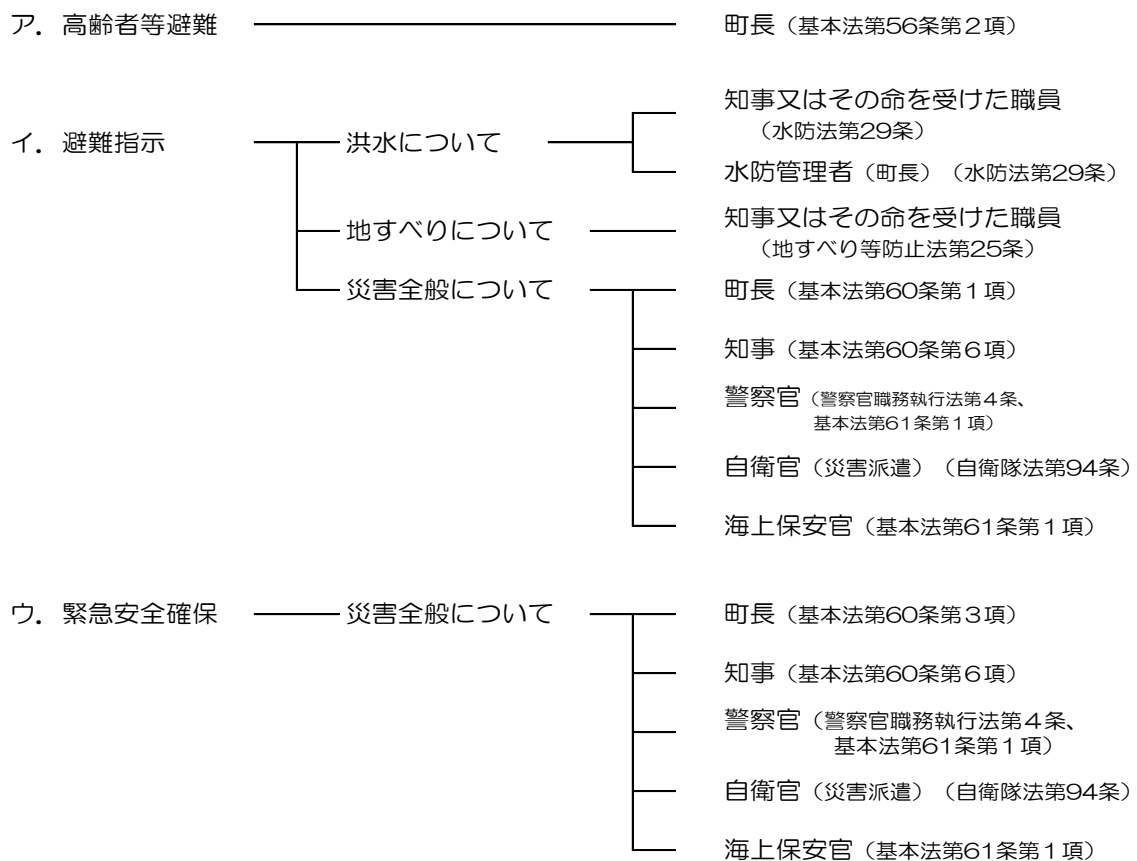 ア．高齢者等避難 町長（基本法第56条第２項）
知事又はその命を受けた職員
イ．避難指示 洪水について （水防法第29条）
水防管理者（町長）（水防法第29条）
地すべりについて 知事又はその命を受けた職員
（地すべり等防止法第25条）
災害全般について 町長（基本法第60条第１項）
知事（基本法第60条第６項）
警察官（警察官職務執行法第４条、
基本法第61条第１項）
自衛官（災害派遣）（自衛隊法第94条）
海上保安官（基本法第61条第１項）
ウ．緊急安全確保 災害全般について 町長（基本法第60条第３項）
知事（基本法第60条第６項）
警察官（警察官職務執行法第４条、
基本法第61条第１項）
自衛官（災害派遣）（自衛隊法第94条）
海上保安官（基本法第61条第１項）